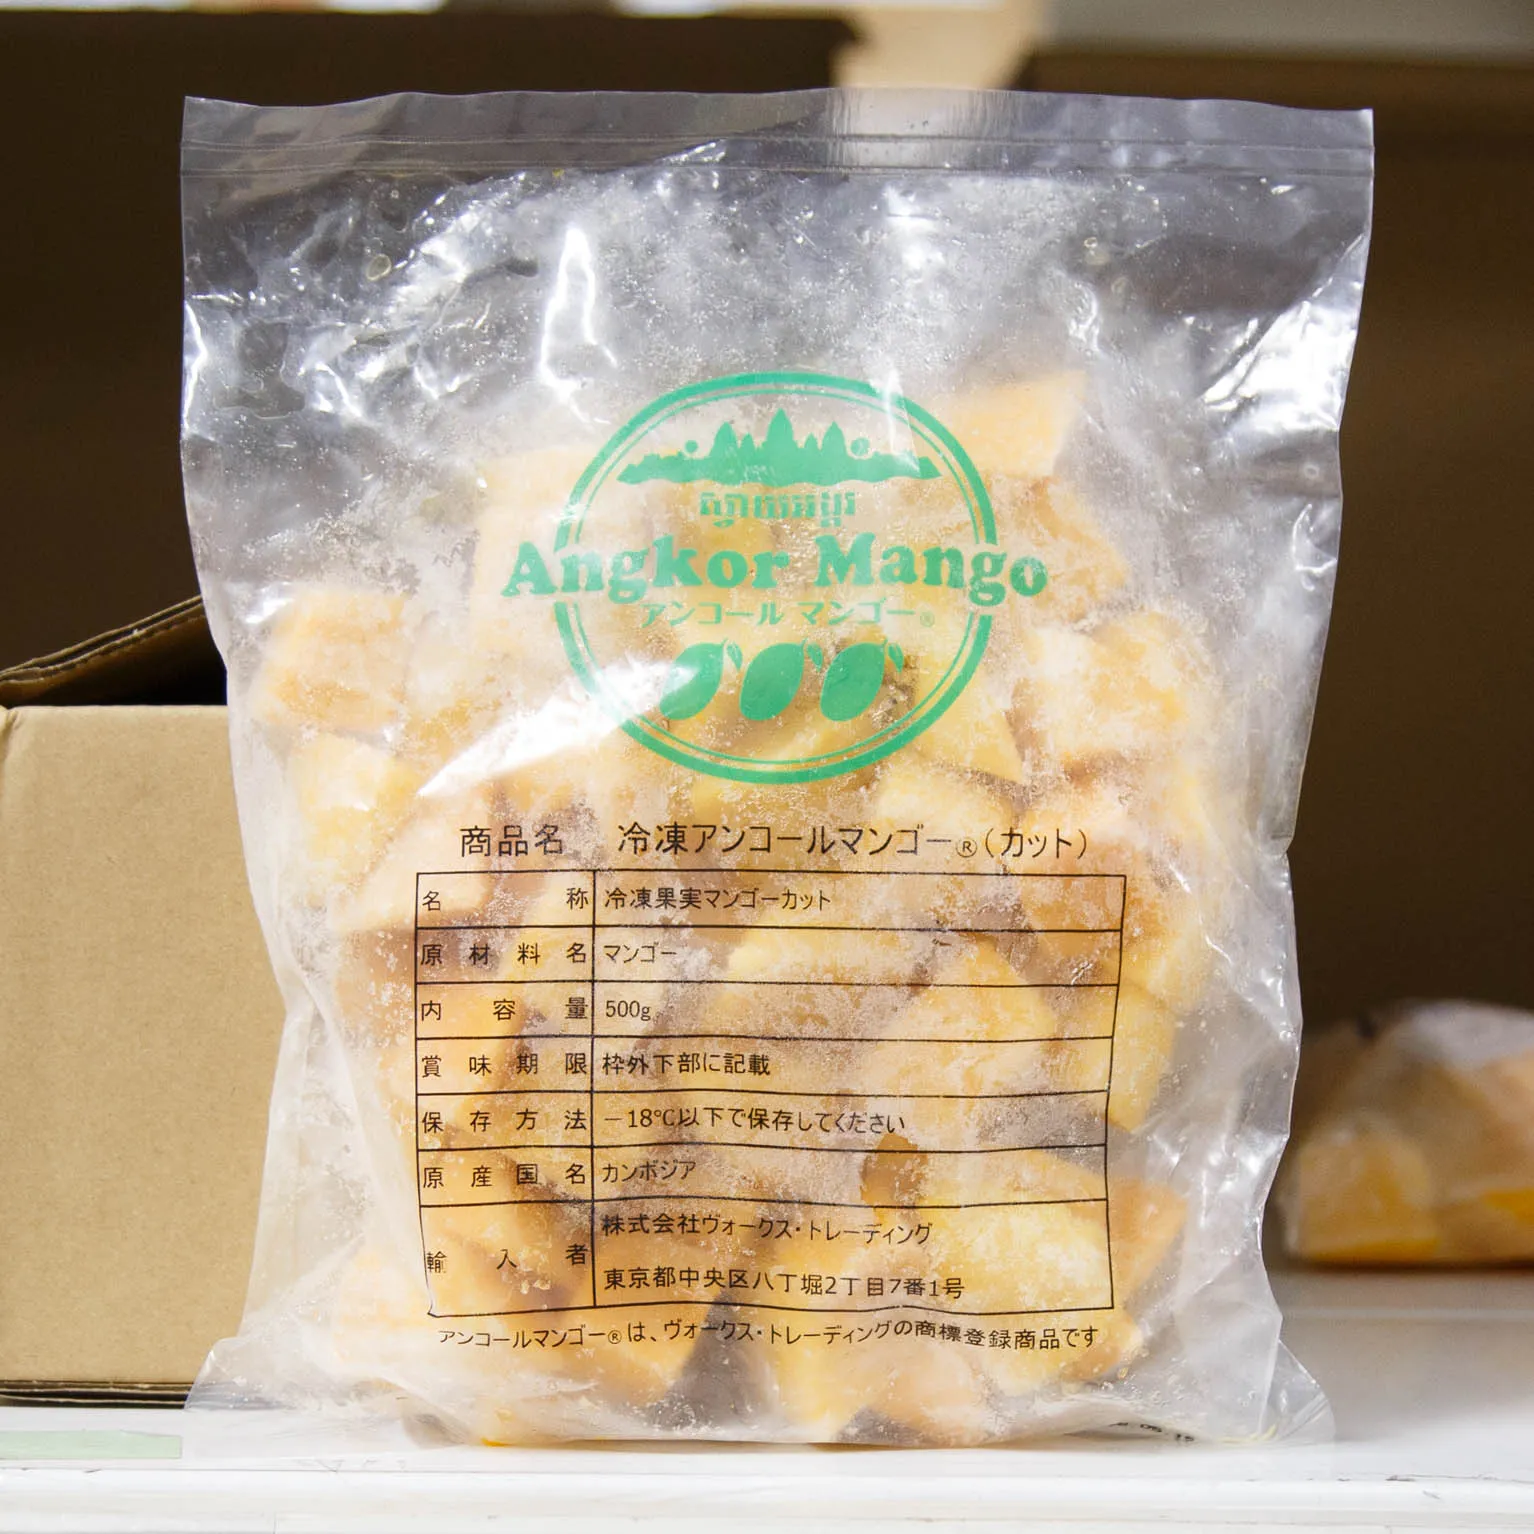 ស្វាយអង្គរ
Angkor Mango
アンコール マンゴー®
商品名 冷凍アンコールマンゴー®(カット)
名称 冷凍果実マンゴーカット
原材料名 マンゴー
内容量 500g
賞味期限 枠外下部に記載
保存方法 －18℃以下で保存してください
原産国名 カンボジア
輸入者 株式会社ヴォークス・トレーディング
東京都中央区八丁堀2丁目7番1号
アンコールマンゴー®は、ヴォークス・トレーディングの商標登録商品です